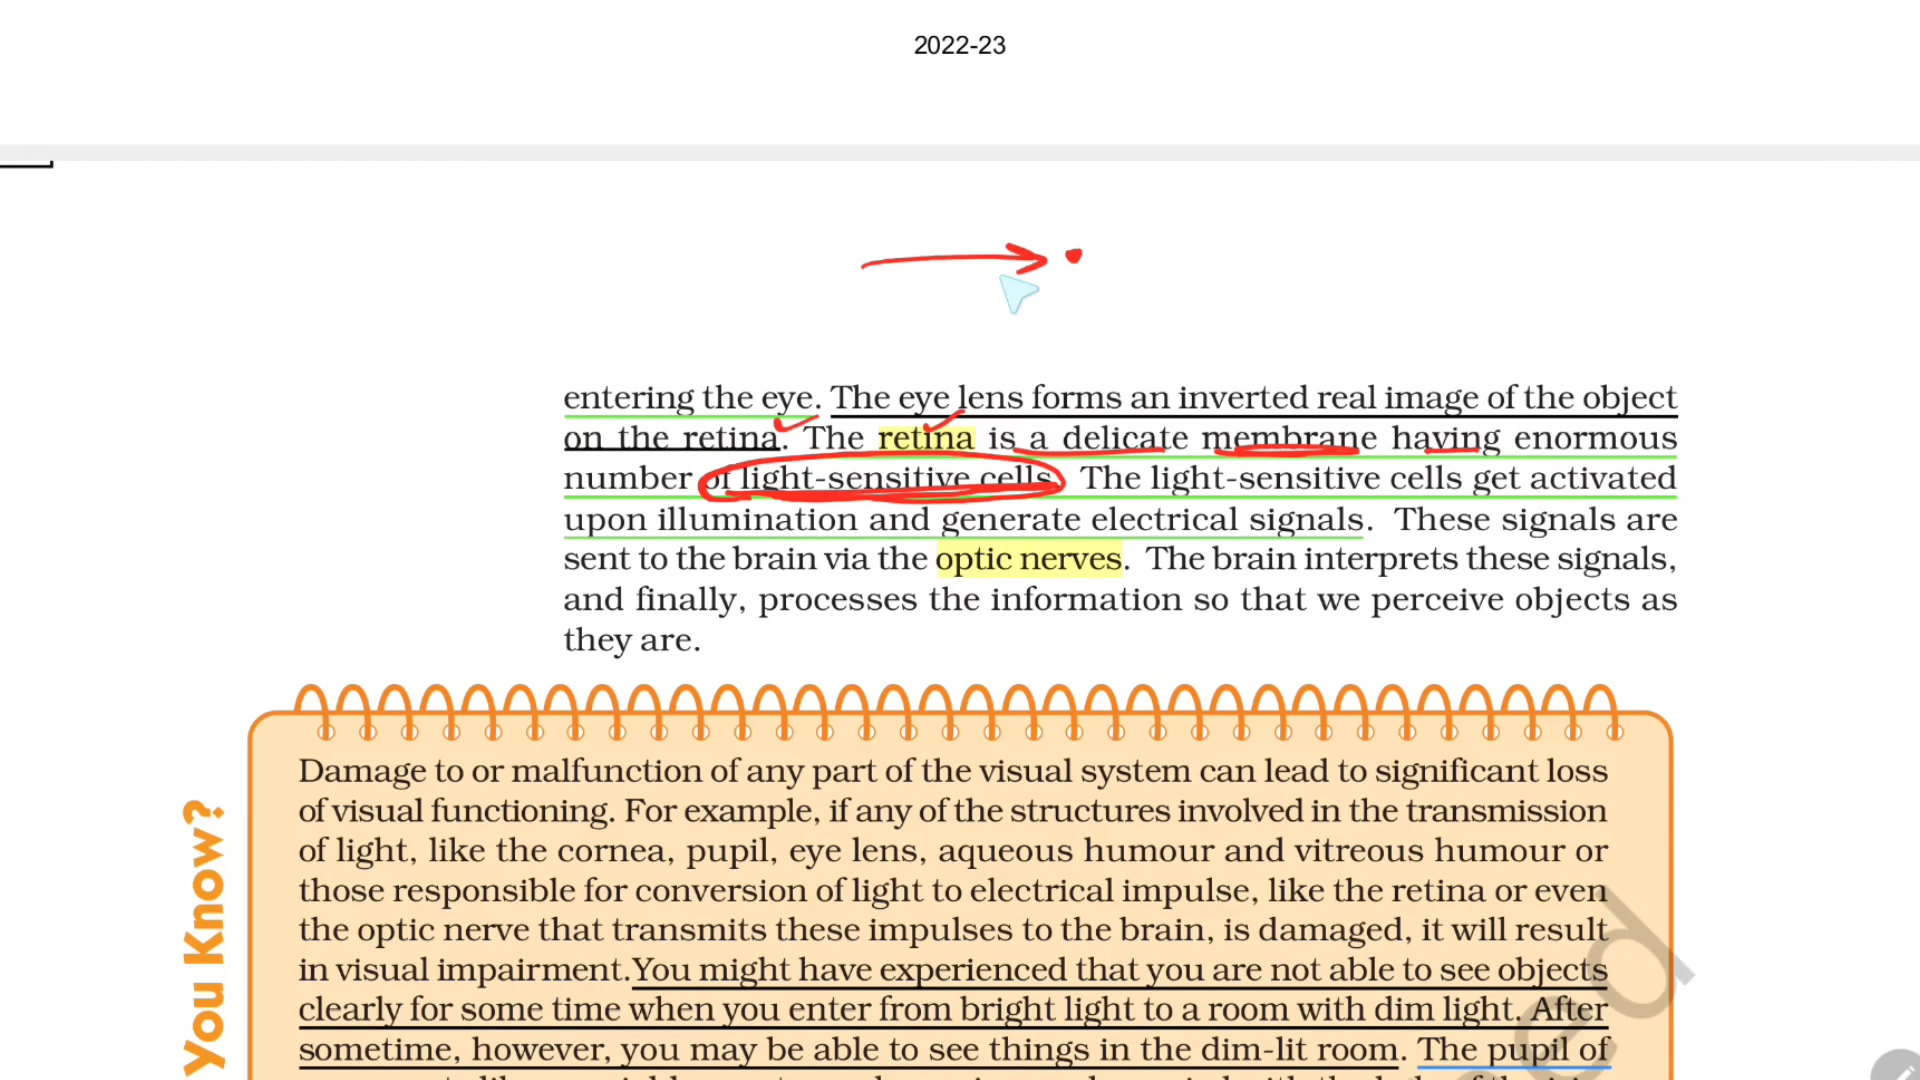 2022-23
entering the eye. The eye lens forms an inverted real image of the object
on the retina. The retina is a delicate membrane having enormous
number of light-sensitive cells. The light-sensitive cells get activated
upon illumination and generate electrical signals. These signals are
sent to the brain via the optic nerves. The brain interprets these signals,
and finally, processes the information so that we perceive objects as
they are.
You Know?
Damage to or malfunction of any part of the visual system can lead to significant loss
of visual functioning. For example, if any of the structures involved in the transmission
of light, like the cornea, pupil, eye lens, aqueous humour and vitreous humour or
those responsible for conversion of light to electrical impulse, like the retina or even
the optic nerve that transmits these impulses to the brain, is damaged, it will result
in visual impairment.You might have experienced that you are not able to see objects
clearly for some time when you enter from bright light to a room with dim light. After
sometime, however, you may be able to see things in the dim-lit room. The pupil of